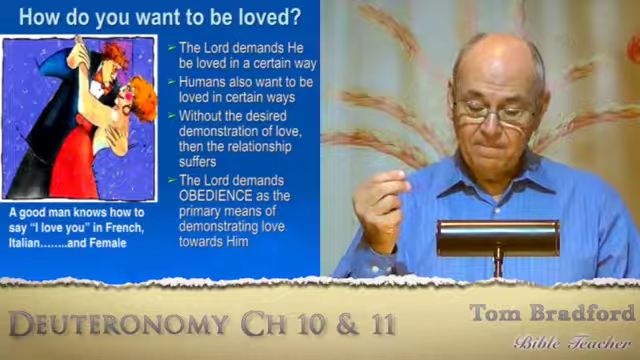 How do you want to be loved?
➢ The Lord demands He
be loved in a certain way
➢ Humans also want to be
loved in certain ways
➢ Without the desired
demonstration of love,
then the relationship
suffers
➢ The Lord demands
OBEDIENCE as the
primary means of
demonstrating love
towards Him
A good man knows how to
say "I love you" in French,
Italian........and Female
DEUTERONOMY CH 10 & 11
Tom Bradford
Bible Teacher